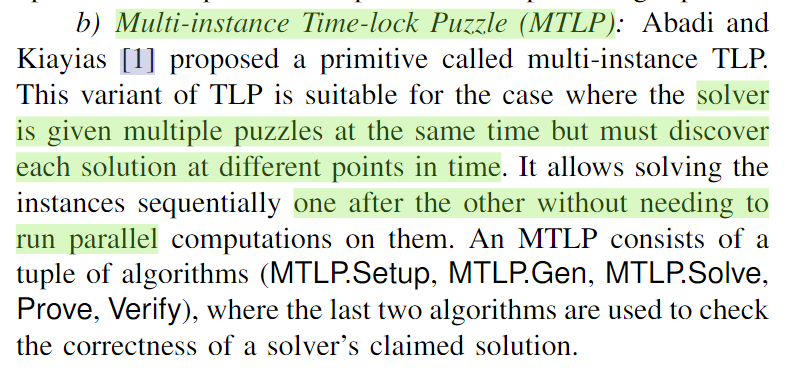 b) Multi-instance Time-lock Puzzle (MTLP): Abadi and
Kiayias [1] proposed a primitive called multi-instance TLP.
This variant of TLP is suitable for the case where the solver
is given multiple puzzles at the same time but must discover
each solution at different points in time. It allows solving the
instances sequentially one after the other without needing to
run parallel computations on them. An MTLP consists of a
tuple of algorithms (MTLP.Setup, MTLP.Gen, MTLP.Solve,
Prove, Verify), where the last two algorithms are used to check
the correctness of a solver's claimed solution.